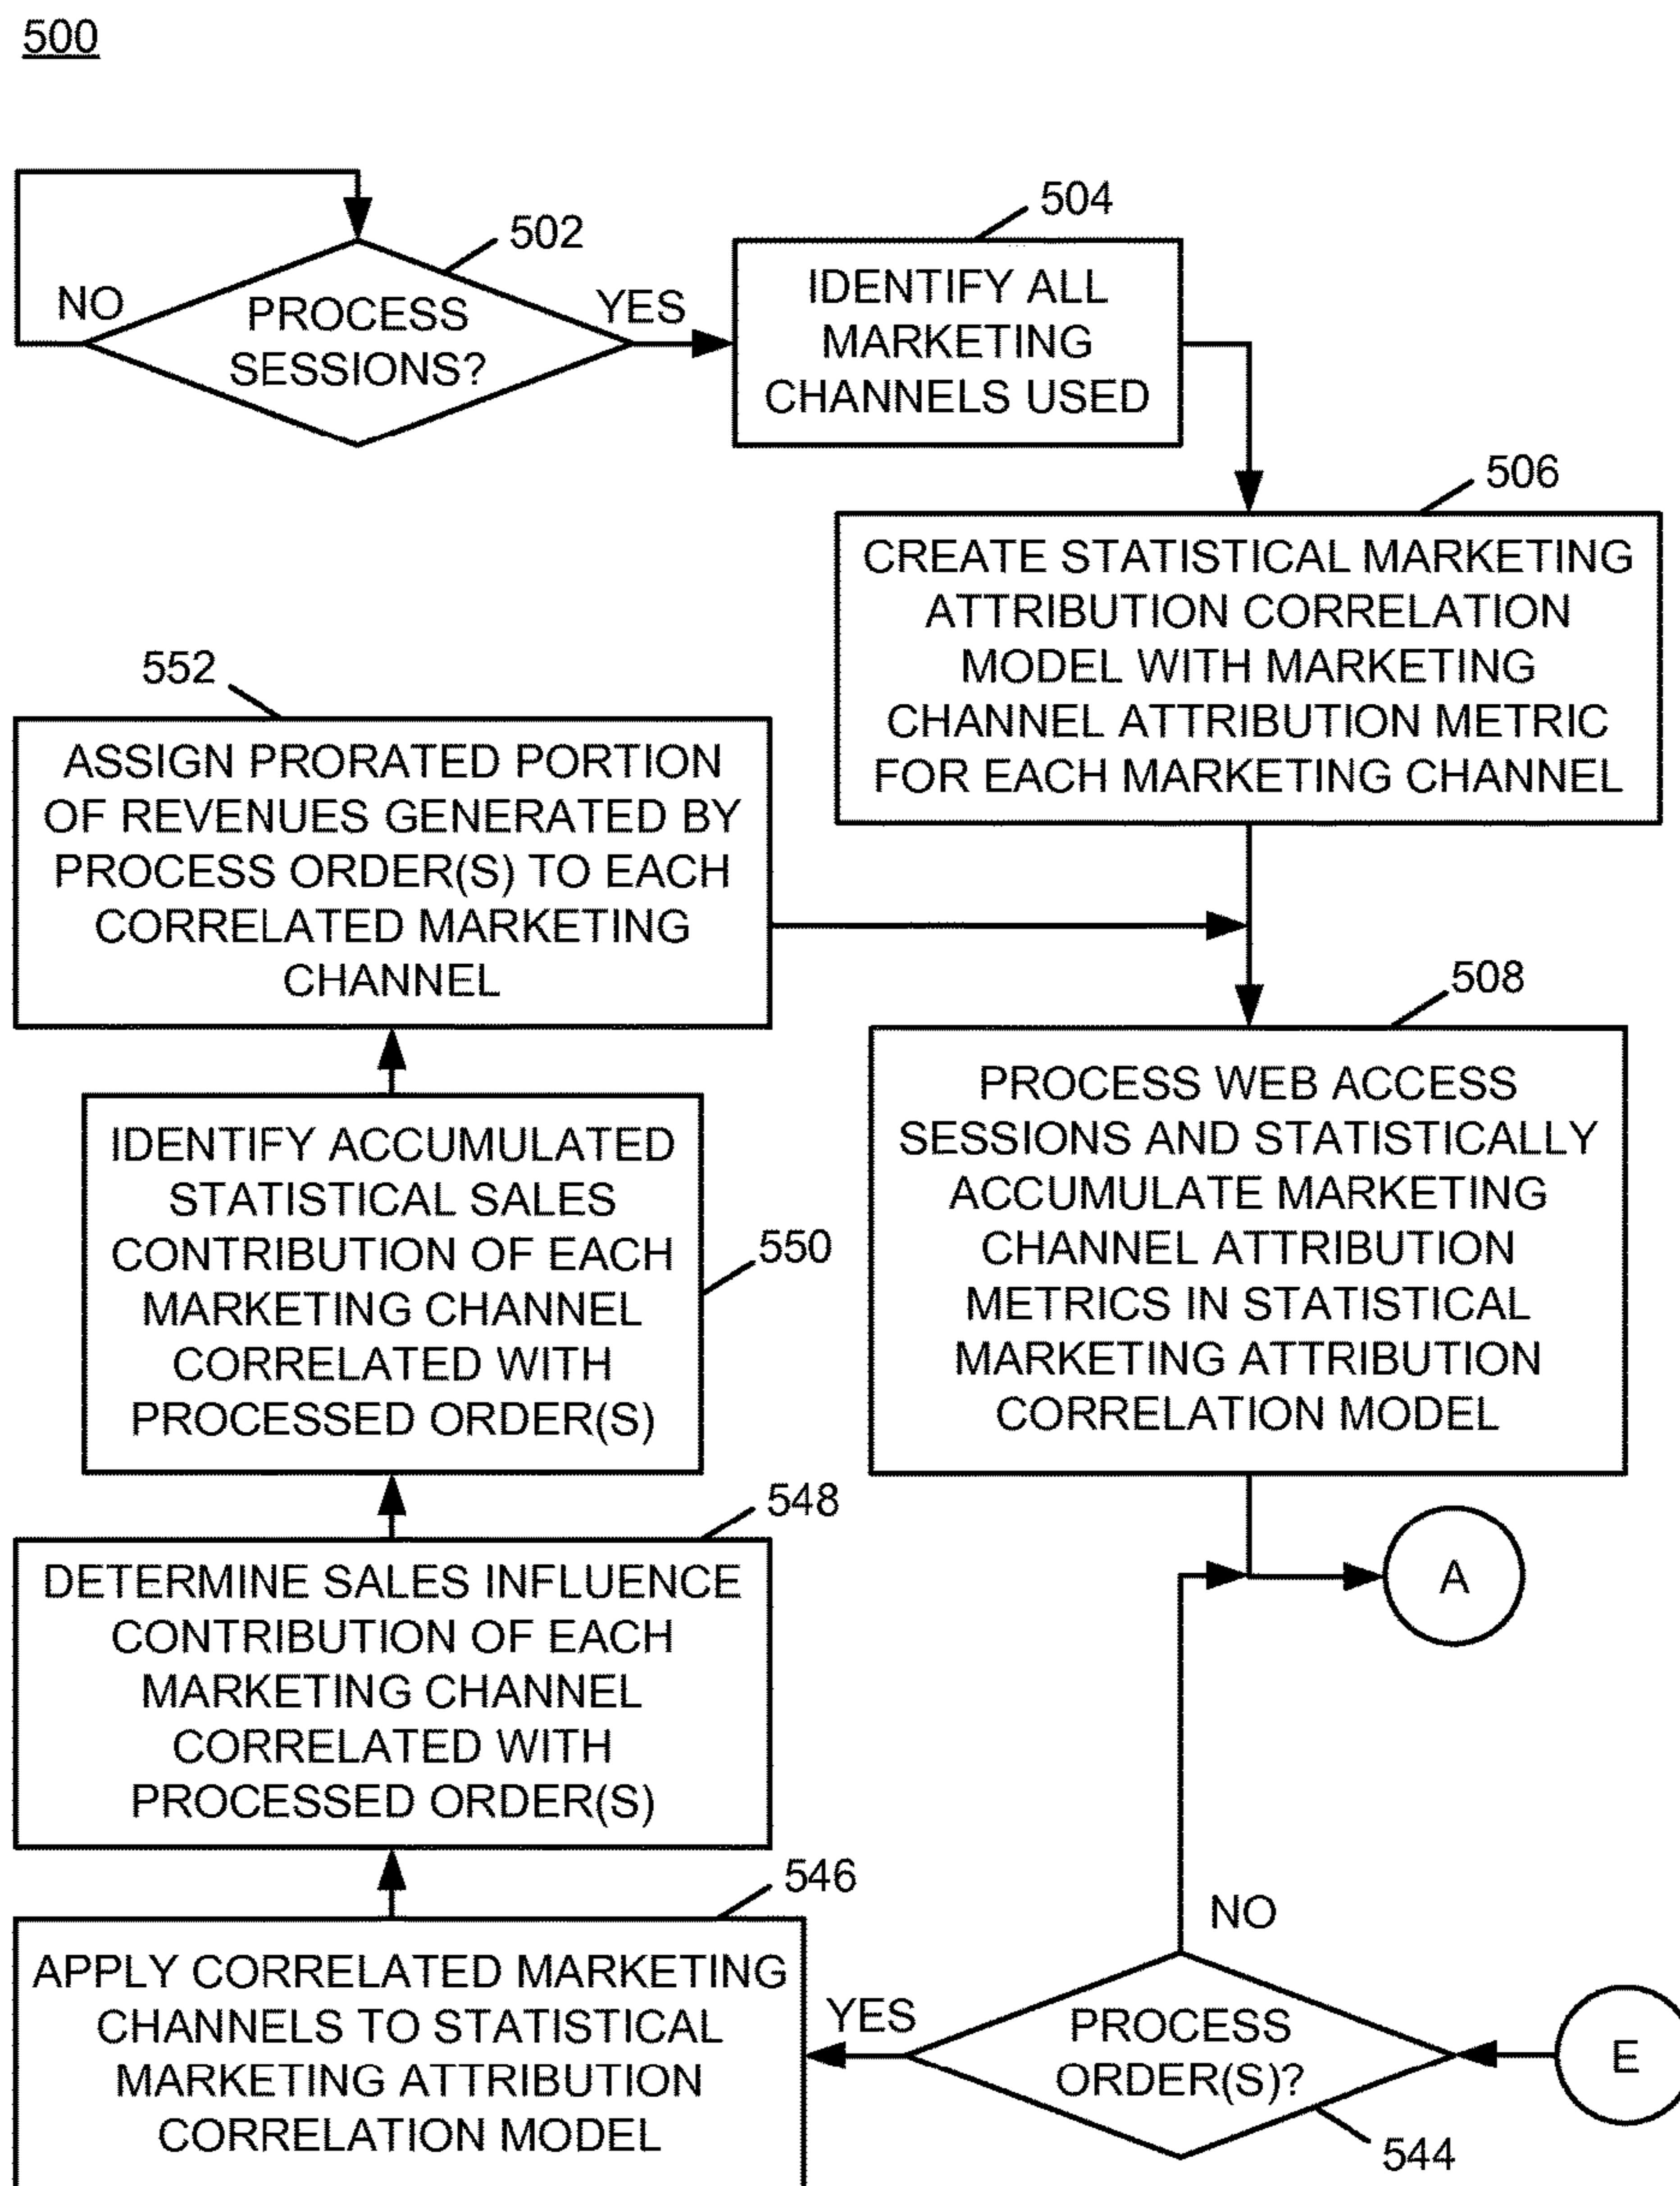 500
502
NO
PROCESS
SESSIONS?
YES
504
IDENTIFY ALL
MARKETING
CHANNELS USED
506
CREATE STATISTICAL MARKETING
ATTRIBUTION CORRELATION
MODEL WITH MARKETING
CHANNEL ATTRIBUTION METRIC
FOR EACH MARKETING CHANNEL
552
ASSIGN PRORATED PORTION
OF REVENUES GENERATED BY
PROCESS ORDER(S) TO EACH
CORRELATED MARKETING
CHANNEL
508
PROCESS WEB ACCESS
SESSIONS AND STATISTICALLY
ACCUMULATE MARKETING
CHANNEL ATTRIBUTION
METRICS IN STATISTICAL
MARKETING ATTRIBUTION
CORRELATION MODEL
IDENTIFY ACCUMULATED
STATISTICAL SALES
CONTRIBUTION OF EACH
MARKETING CHANNEL
CORRELATED WITH
PROCESSED ORDER(S)
550
A
548
DETERMINE SALES INFLUENCE
CONTRIBUTION OF EACH
MARKETING CHANNEL
CORRELATED WITH
PROCESSED ORDER(S)
546
APPLY CORRELATED MARKETING
CHANNELS TO STATISTICAL
MARKETING ATTRIBUTION
CORRELATION MODEL
YES
NO
PROCESS
ORDER(S)?
E
544